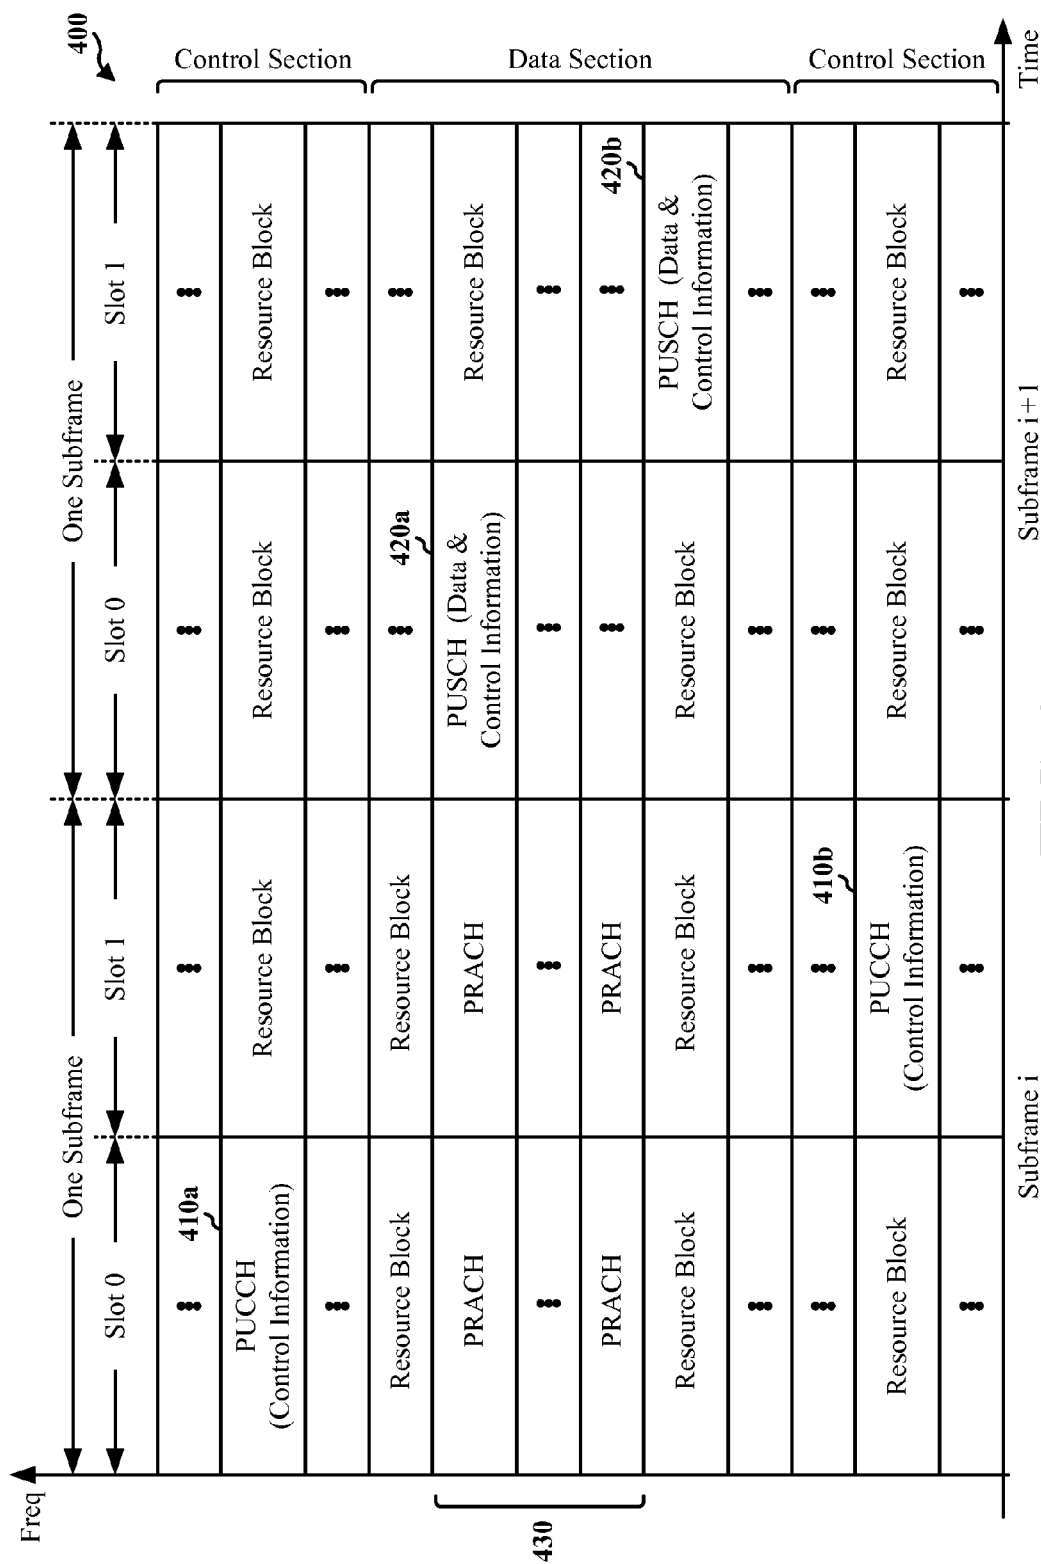 400
Freq
One Subframe
One Subframe
Slot 0
Slot 1
Slot 0
Slot 1
410a
PUCCH
(Control Information)
Resource Block
Resource Block
Resource Block
Control Section
420a
Resource Block
Resource Block
430
PRACH
PRACH
PUSCH (Data &
Control Information)
Resource Block
Data Section
PRACH
PRACH
420b
Resource Block
Resource Block
Resource Block
PUSCH (Data &
Control Information)
410b
Resource Block
PUCCH
(Control Information)
Resource Block
Resource Block
Control Section
Subframe i
Subframe i+1
Time